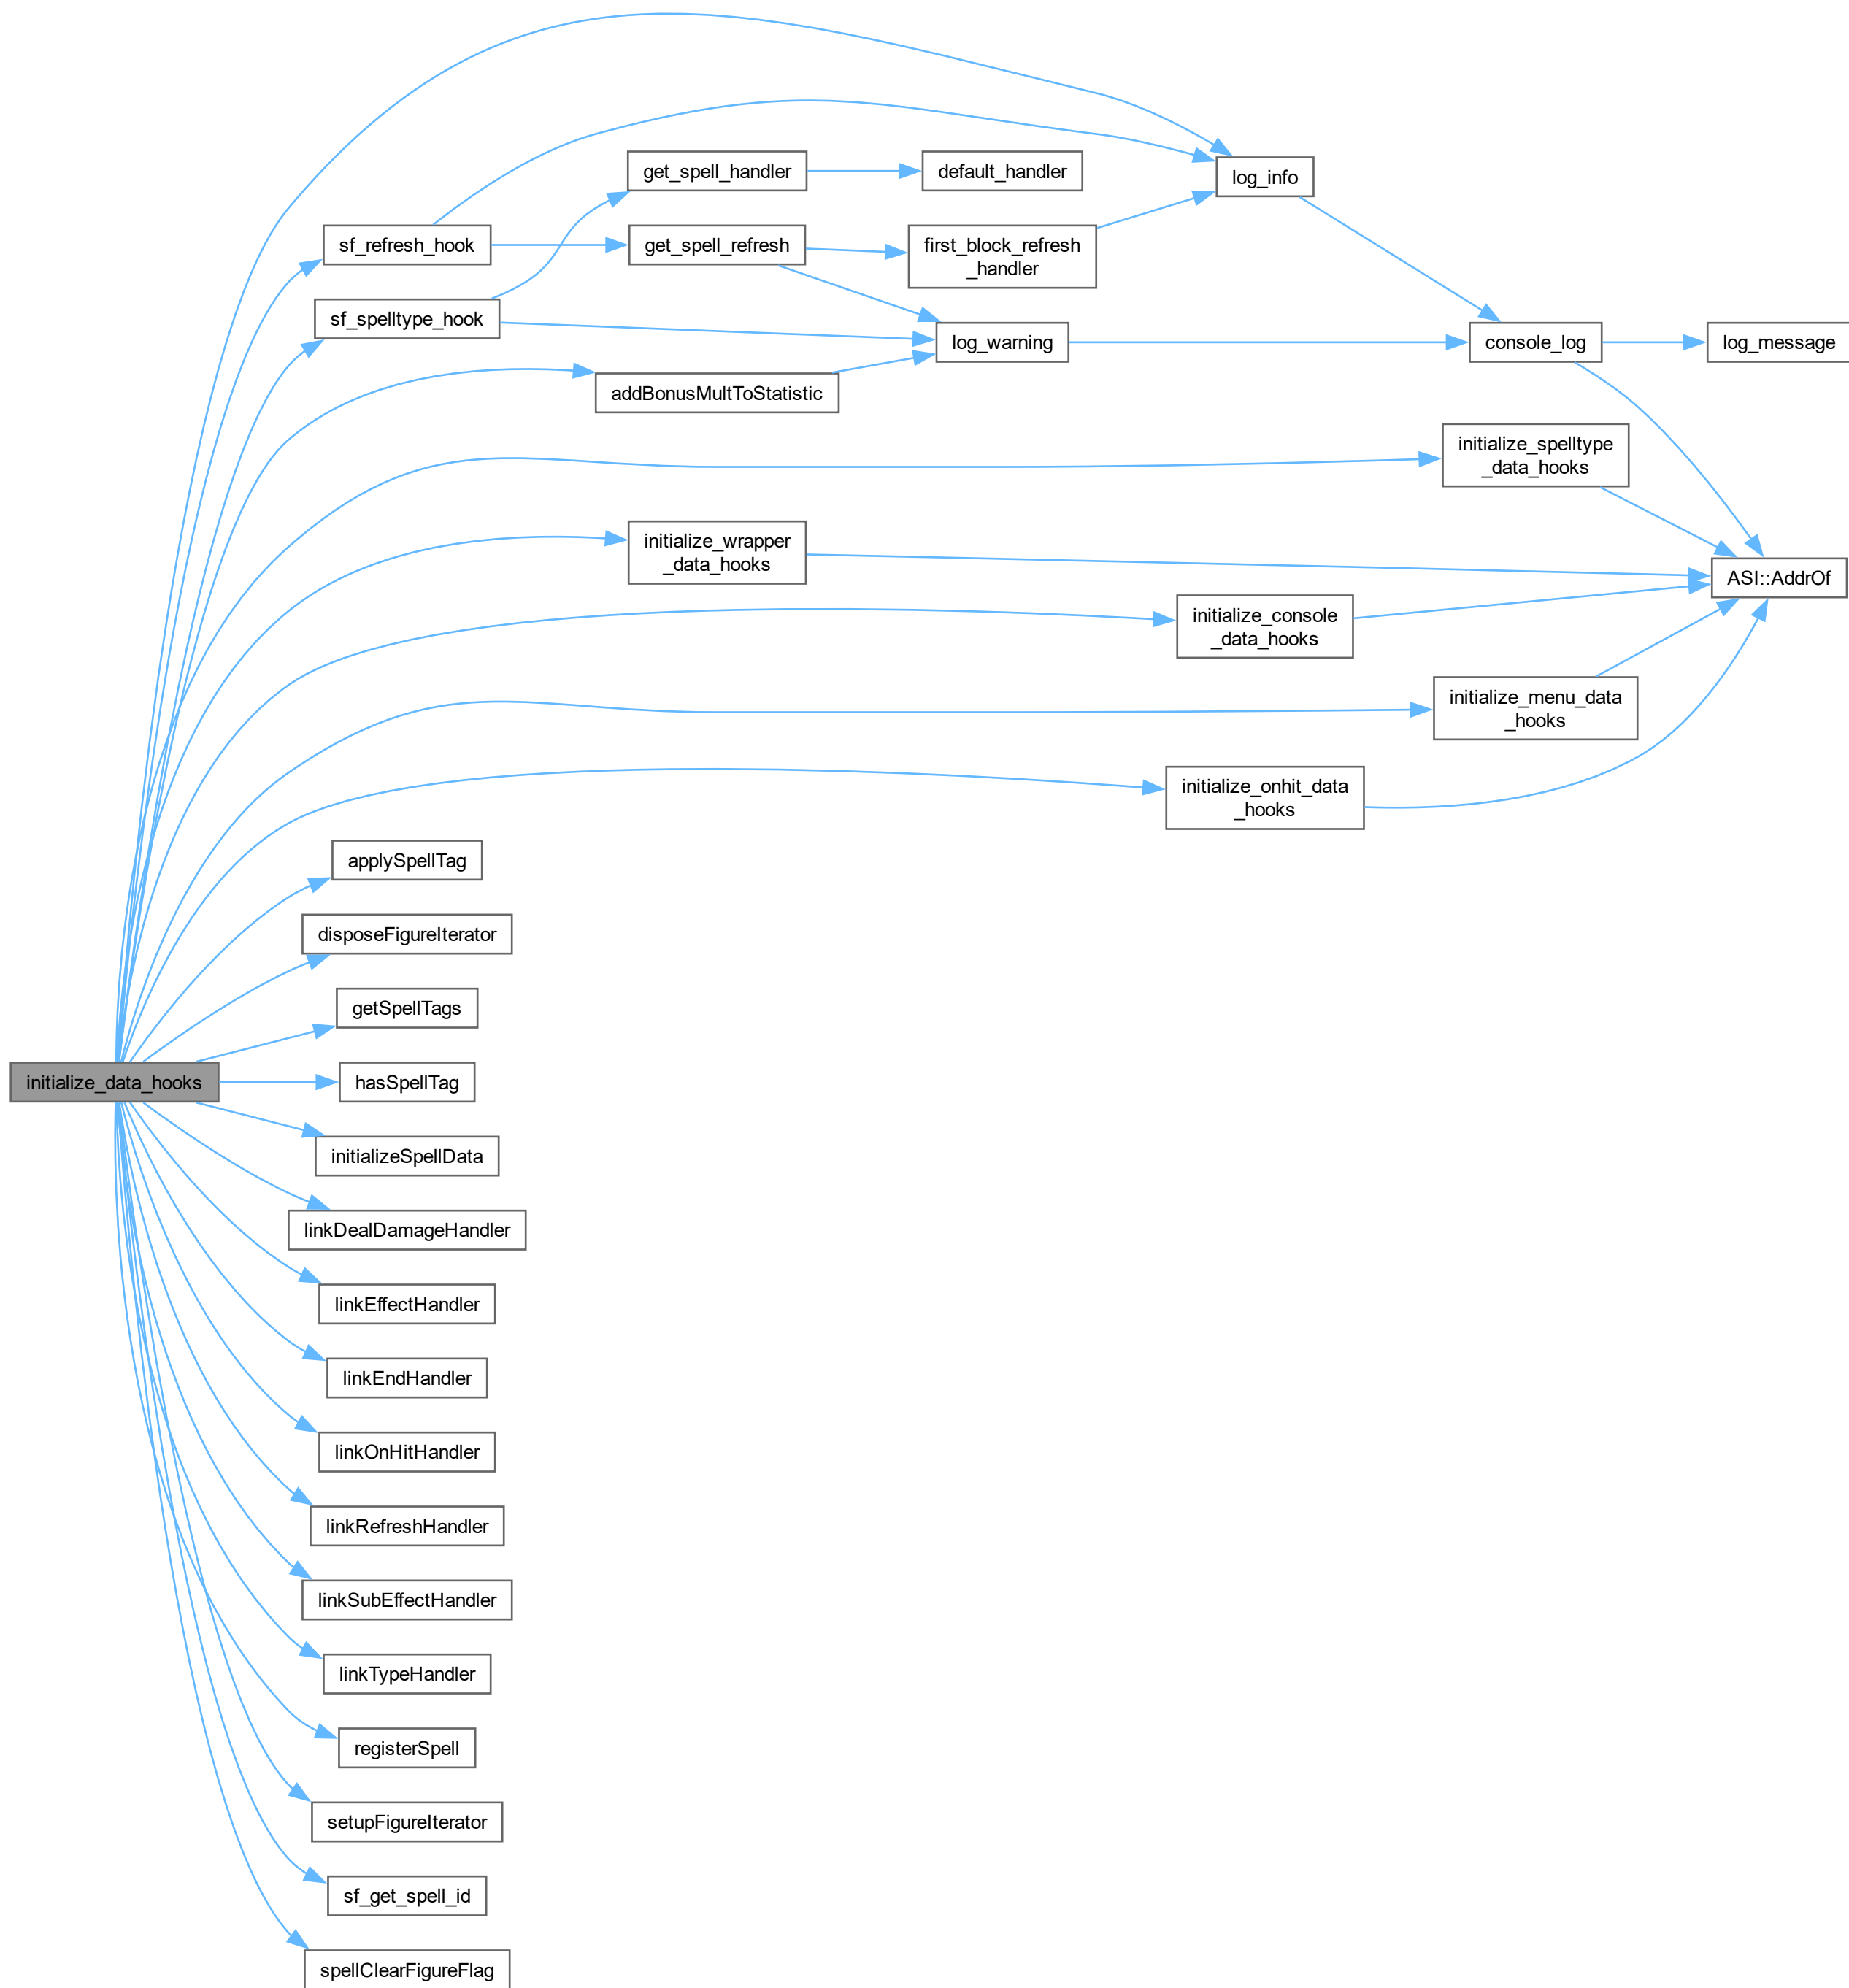 get_spell_handler
default_handler
log_info
sf_refresh_hook
get_spell_refresh
first_block_refresh
_handler
sf_spelltype_hook
log_warning
console_log
log_message
addBonusMultToStatistic
initialize_spelltype
_data_hooks
initialize_wrapper
_data_hooks
ASI::AddrOf
initialize_console
_data_hooks
initialize_menu_data
_hooks
initialize_onhit_data
_hooks
applySpellTag
disposeFigureIterator
getSpellTags
initialize_data_hooks
hasSpellTag
initializeSpellData
linkDealDamageHandler
linkEffectHandler
linkEndHandler
linkOnHitHandler
linkRefreshHandler
linkSubEffectHandler
linkTypeHandler
registerSpell
setupFigureIterator
sf_get_spell_id
spellClearFigureFlag